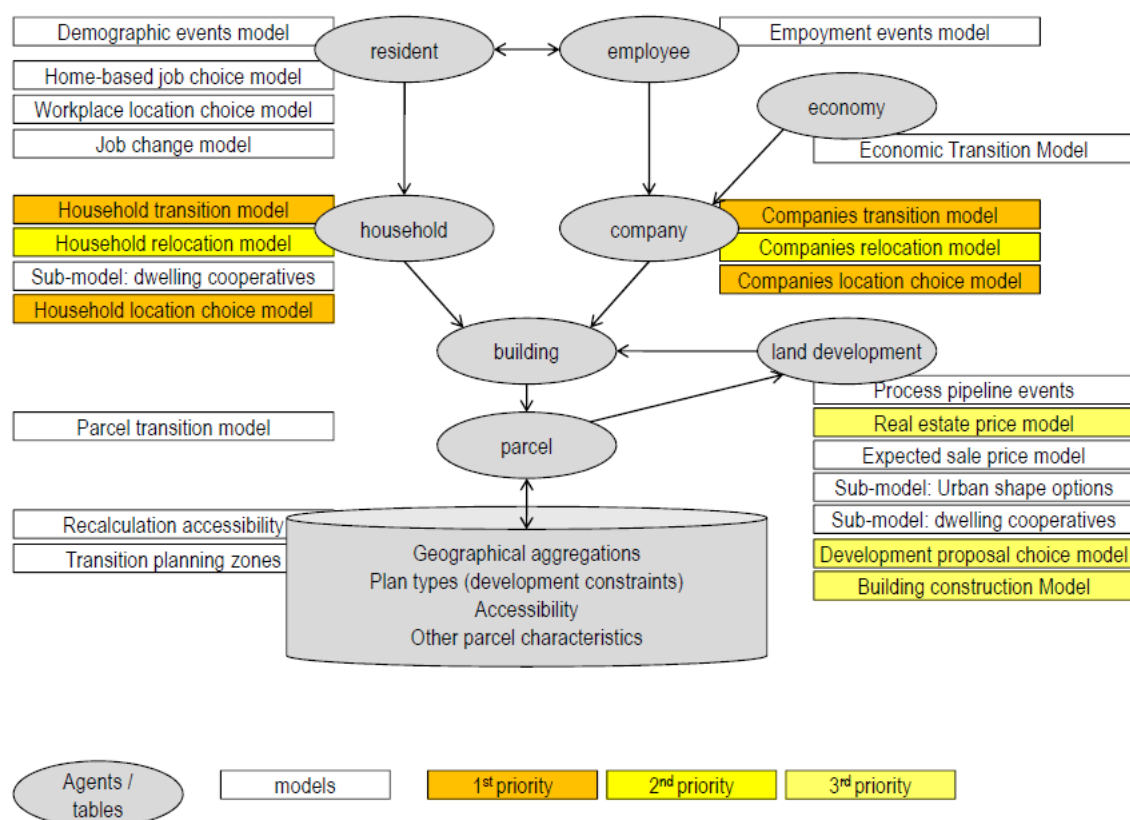 Demographic events model
resident
employee
Empoyment events model
Home-based job choice model
Workplace location choice model
Job change model
economy
Economic Transition Model
Household transition model
Household relocation model
Sub-model: dwelling cooperatives
Household location choice model
household
company
Companies transition model
Companies relocation model
Companies location choice model
building
land development
Process pipeline events
Real estate price model
Expected sale price model
Sub-model: Urban shape options
Sub-model: dwelling cooperatives
Development proposal choice model
Building construction Model
Parcel transition model
parcel
Recalculation accessibility
Transition planning zones
Geographical aggregations
Plan types (development constraints)
Accessibility
Other parcel characteristics
Agents /
tables
models
1st priority
2nd priority
3rd priority